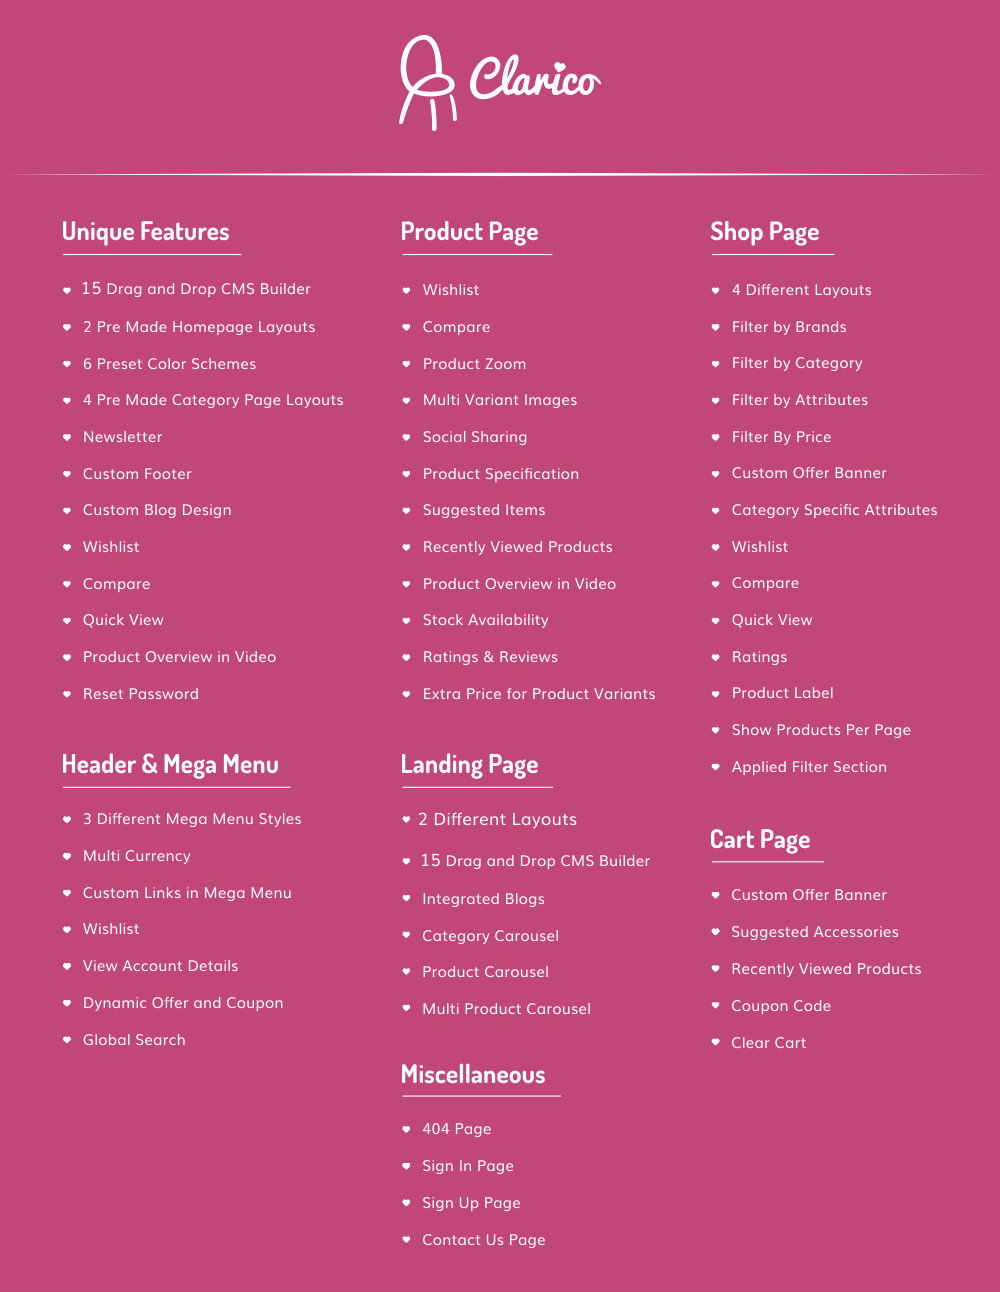 Clarico
Unique Features
15 Drag and Drop CMS Builder
2 Pre Made Homepage Layouts
6 Preset Color Schemes
4 Pre Made Category Page Layouts
Newsletter
Custom Footer
Custom Blog Design
Wishlist
Compare
Quick View
Product Overview in Video
Reset Password
Header & Mega Menu
3 Different Mega Menu Styles
Multi Currency
Custom Links in Mega Menu
Wishlist
View Account Details
Dynamic Offer and Coupon
Global Search
Product Page
Wishlist
Compare
Product Zoom
Multi Variant Images
Social Sharing
Product Specification
Suggested Items
Recently Viewed Products
Product Overview in Video
Stock Availability
Ratings & Reviews
Extra Price for Product Variants
Landing Page
2 Different Layouts
15 Drag and Drop CMS Builder
Integrated Blogs
Category Carousel
Product Carousel
Multi Product Carousel
Miscellaneous
404 Page
Sign In Page
Sign Up Page
Contact Us Page
Shop Page
4 Different Layouts
Filter by Brands
Filter by Category
Filter by Attributes
Filter By Price
Custom Offer Banner
Category Specific Attributes
Wishlist
Compare
Quick View
Ratings
Product Label
Show Products Per Page
Applied Filter Section
Cart Page
Custom Offer Banner
Suggested Accessories
Recently Viewed Products
Coupon Code
Clear Cart